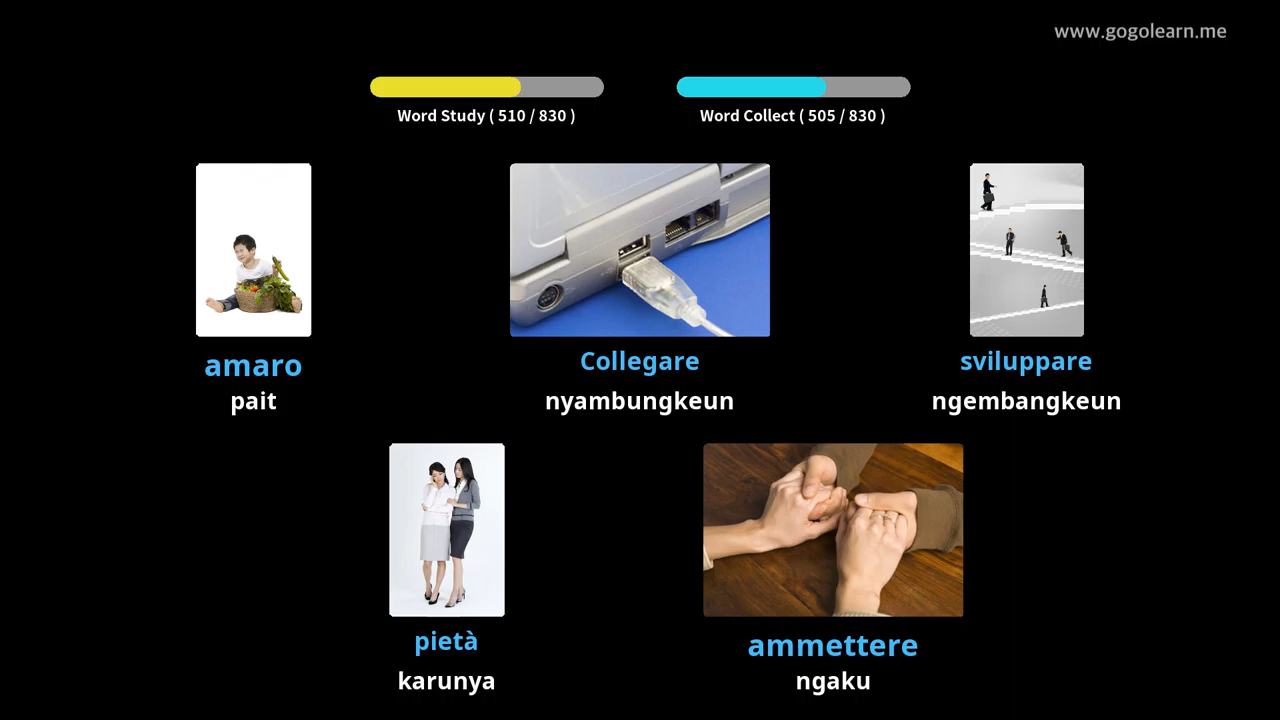 www.gogolearn.me
Word Study ( 510 / 830 )
Word Collect ( 505 / 830 )
amaro
pait
Collegare
nyambungkeun
sviluppare
ngembangkeun
pietà
karunya
ammettere
ngaku